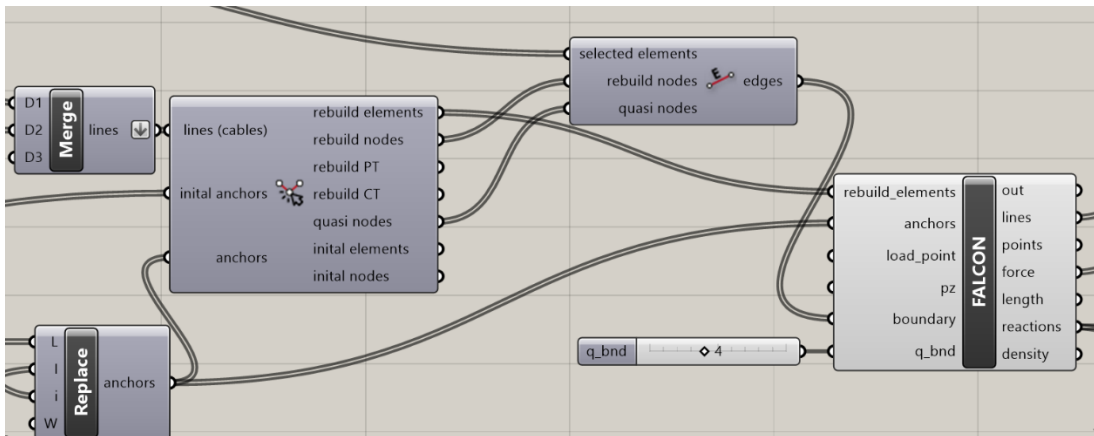 D1
D2
D3
Merge
lines
lines (cables)
inital anchors
anchors
rebuild elements
rebuild nodes
rebuild PT
rebuild CT
quasi nodes
inital elements
inital nodes
selected elements
rebuild nodes
quasi nodes
E
edges
L
I
i
W
Replace
anchors
q_bnd
4
rebuild_elements
anchors
load_point
pz
boundary
q_bnd
FALCON
out
lines
points
force
length
reactions
density